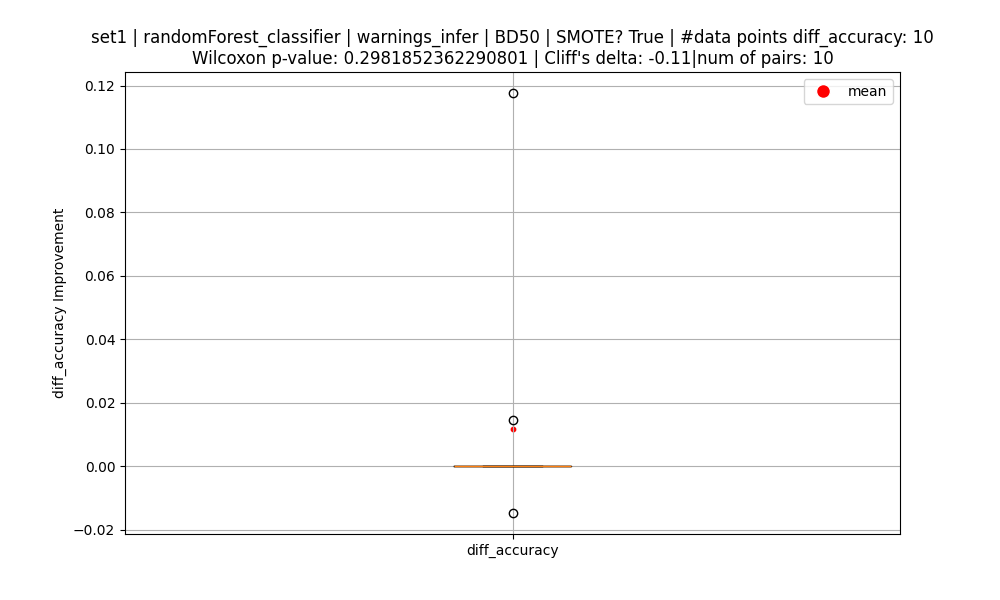 set1 | randomForest_classifier | warnings_infer | BD50 | SMOTE? True | #data points diff_accuracy: 10
Wilcoxon p-value: 0.2981852362290801 | Cliff's delta: -0.11|num of pairs: 10
mean
0.12
0.10
0.08
0.06
0.04
0.02
0.00
−0.02
diff_accuracy Improvement
diff_accuracy